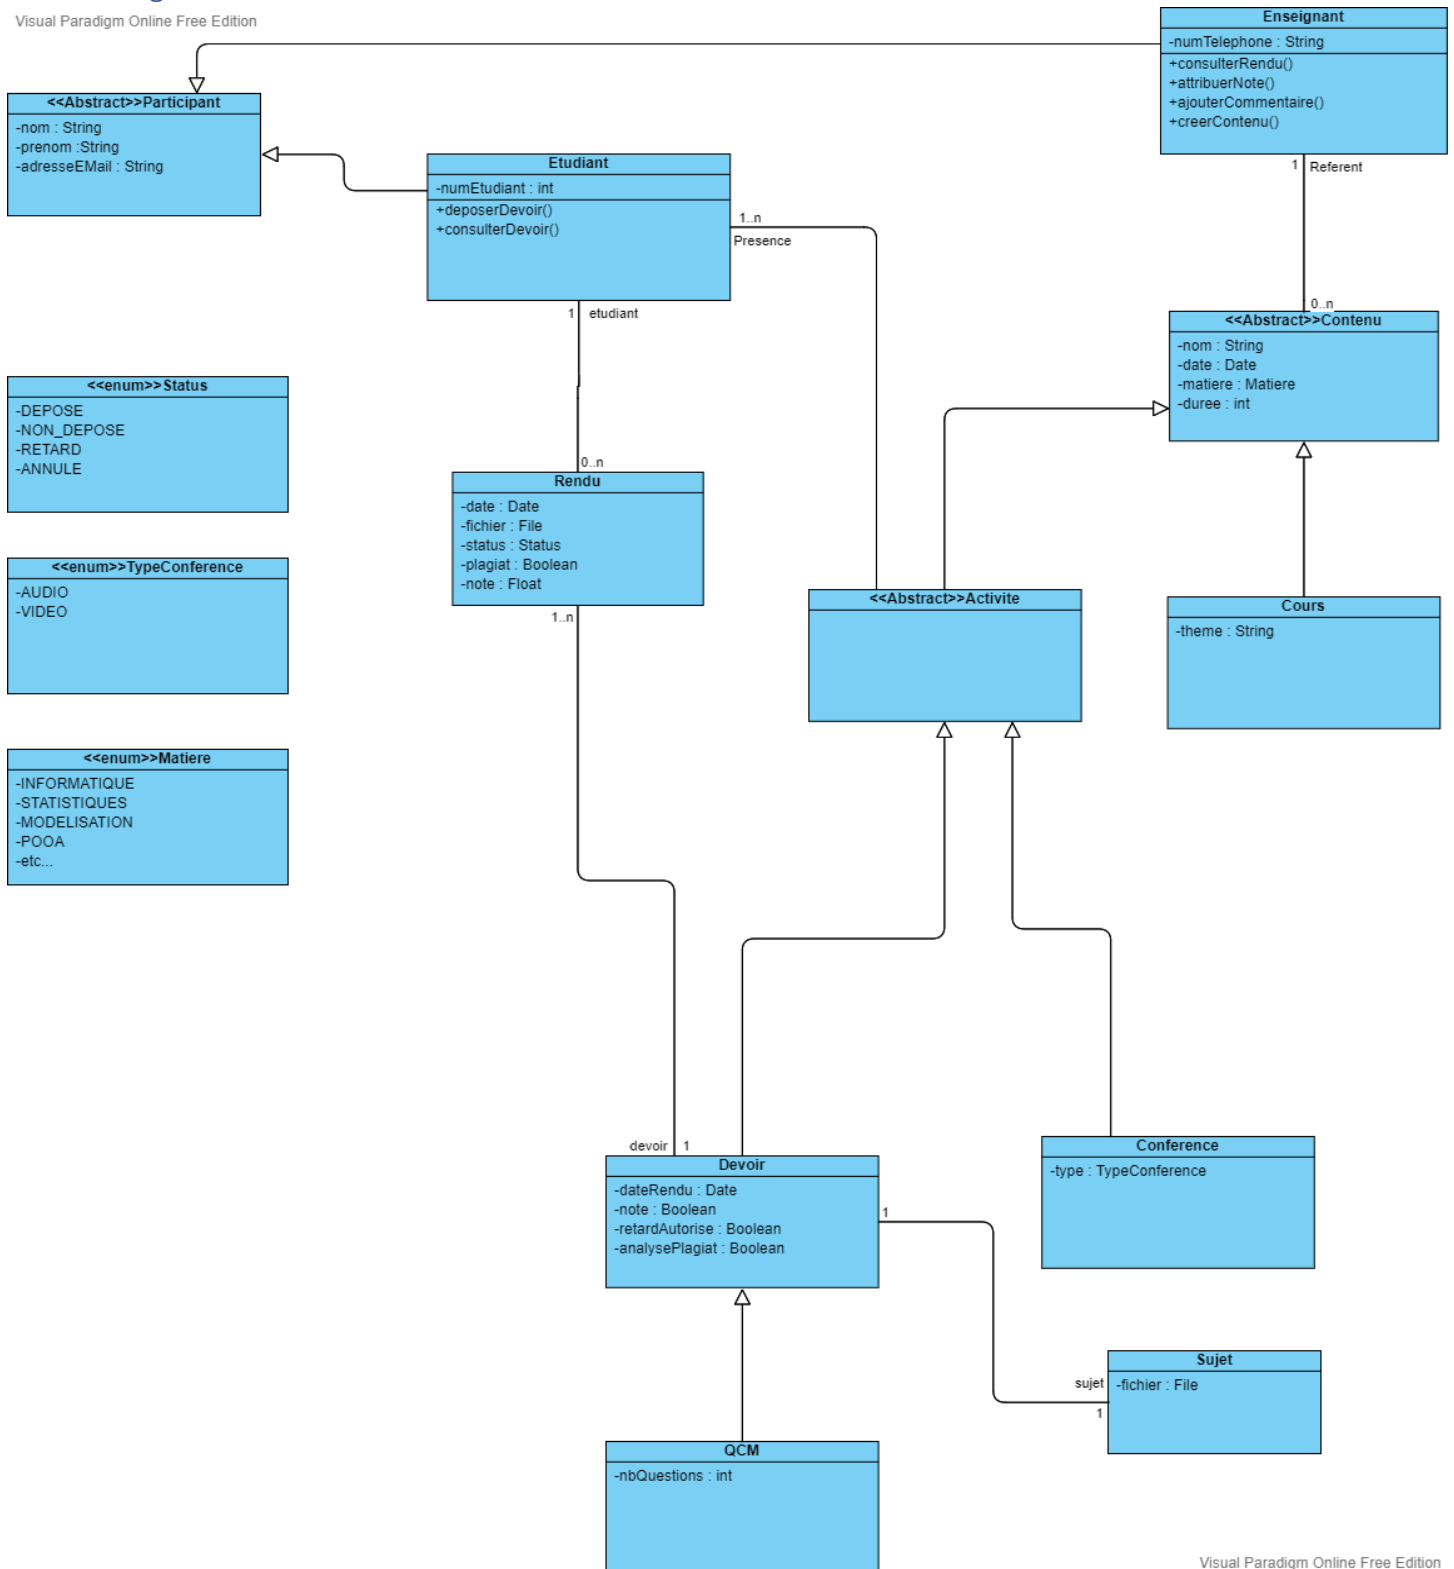 Visual Paradigm Online Free Edition
Enseignant
-numTelephone : String
+consulterRendu()
+attribuerNote()
+ajouterCommentaire()
+creerContenu()
<<Abstract>>Participant
-nom : String
-prenom :String
-adresseEMail : String
Etudiant
-numEtudiant : int
+deposerDevoir()
+consulterDevoir()
1 Referent
1..n
Presence
0..n
<<Abstract>>Contenu
-nom : String
-date : Date
-matiere : Matiere
-duree : int
1 etudiant
<<enum>>Status
-DEPOSE
-NON_DEPOSE
-RETARD
-ANNULE
0..n
Rendu
-date : Date
-fichier : File
-status : Status
-plagiat : Boolean
-note : Float
1..n
<<enum>>TypeConference
-AUDIO
-VIDEO
<<Abstract>>Activite
Cours
-theme : String
<<enum>>Matiere
-INFORMATIQUE
-STATISTIQUES
-MODELISATION
-POOA
-etc...
devoir 1
Devoir
-dateRendu : Date
-note : Boolean
-retardAutorise : Boolean
-analysePlagiat : Boolean
1
Conference
-type : TypeConference
sujet
1
Sujet
-fichier : File
QCM
-nbQuestions : int
Visual Paradigm Online Free Edition